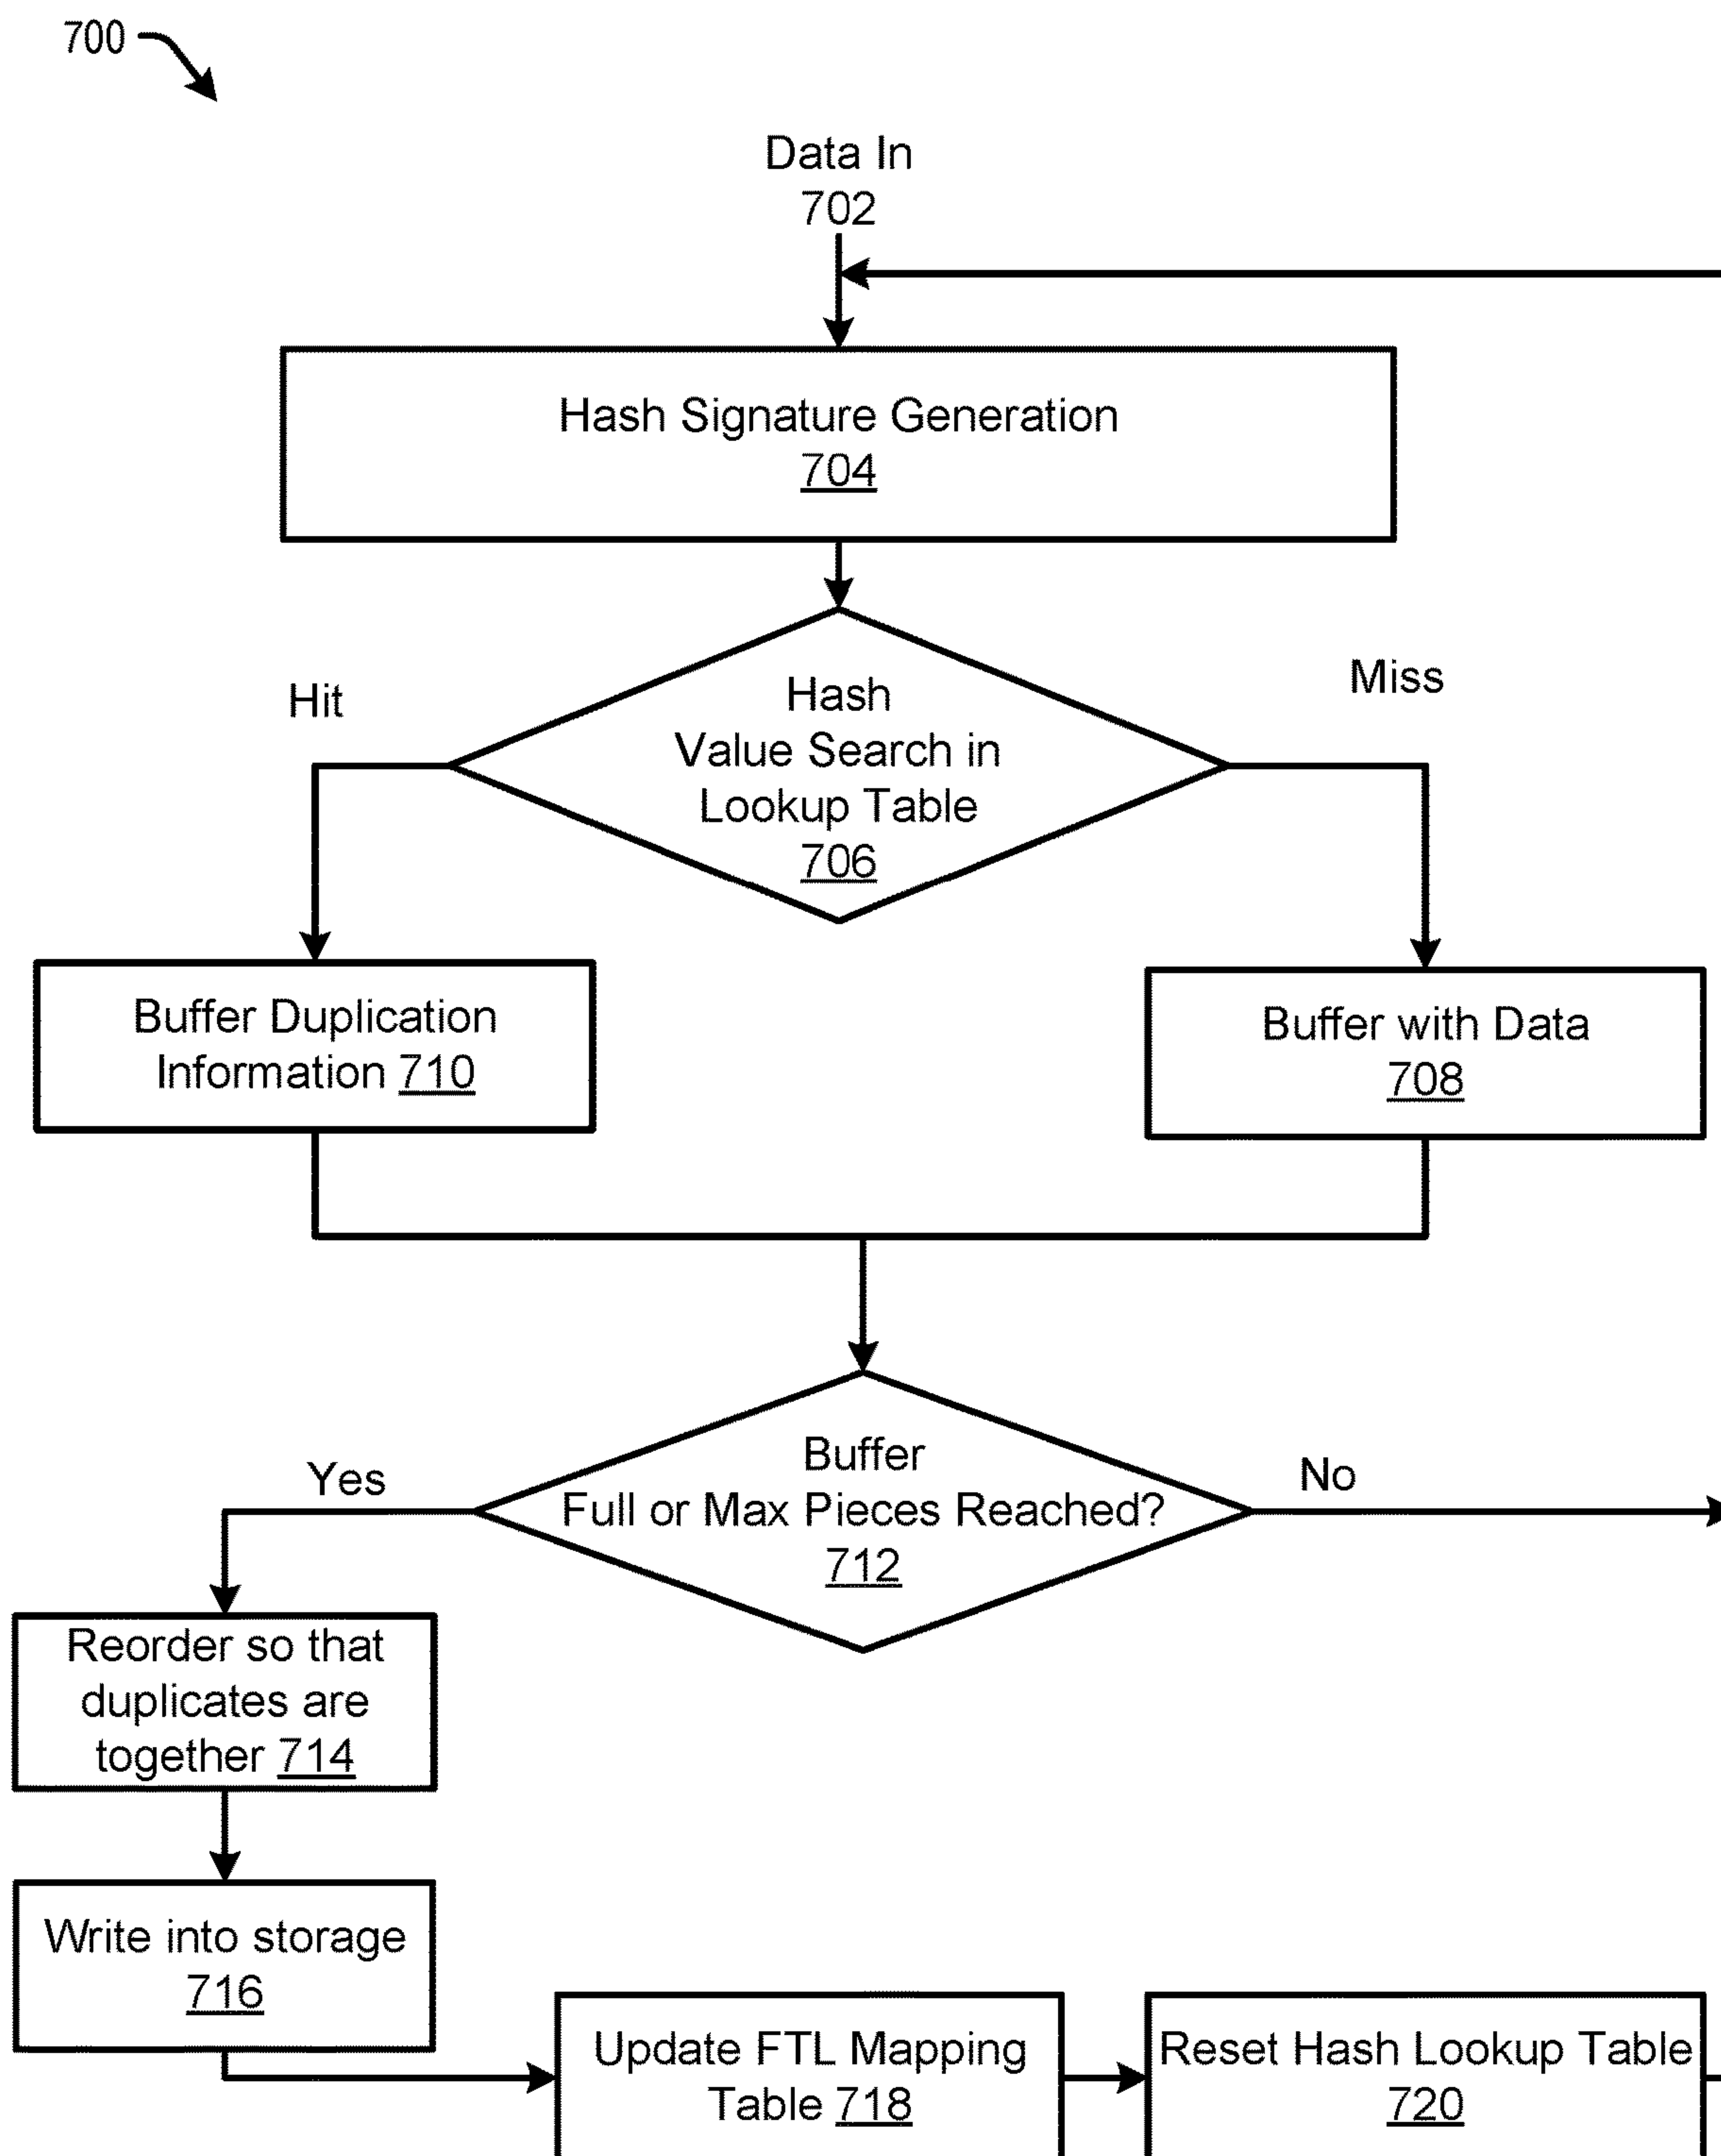 700
Data In
702
Hash Signature Generation
704
Hit
Miss
Hash
Value Search in
Lookup Table
706
Buffer Duplication
Information 710
Buffer with Data
708
Yes
No
Buffer
Full or Max Pieces Reached?
712
Reorder so that
duplicates are
together 714
Write into storage
716
Update FTL Mapping
Table 718
Reset Hash Lookup Table
720